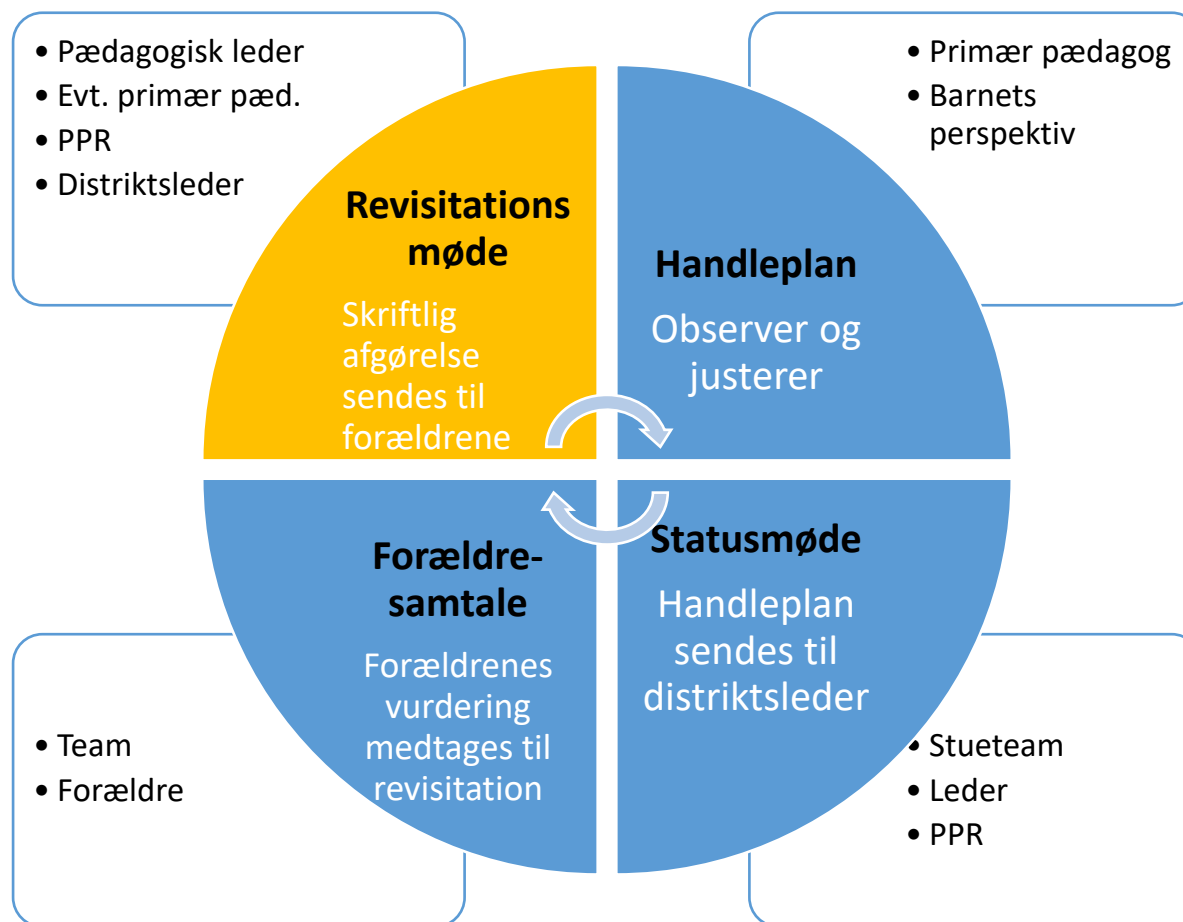 • Pædagogisk leder
• Evt. primær pæd.
• PPR
• Distriktsleder
Revisitations
møde
Skriftlig
afgørelse
sendes til
forældrene
• Primær pædagog
• Barnets
perspektiv
Handleplan
Observer og
justerer
Forældre-
samtale
Forældrenes
vurdering
medtages til
revisitation
• Team
• Forældre
Statusmøde
Handleplan
sendes til
distriktsleder
• Stueteam
• Leder
• PPR